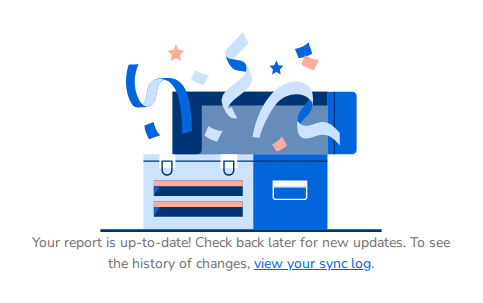 Your report is up-to-date! Check back later for new updates. To see
the history of changes, view your sync log.